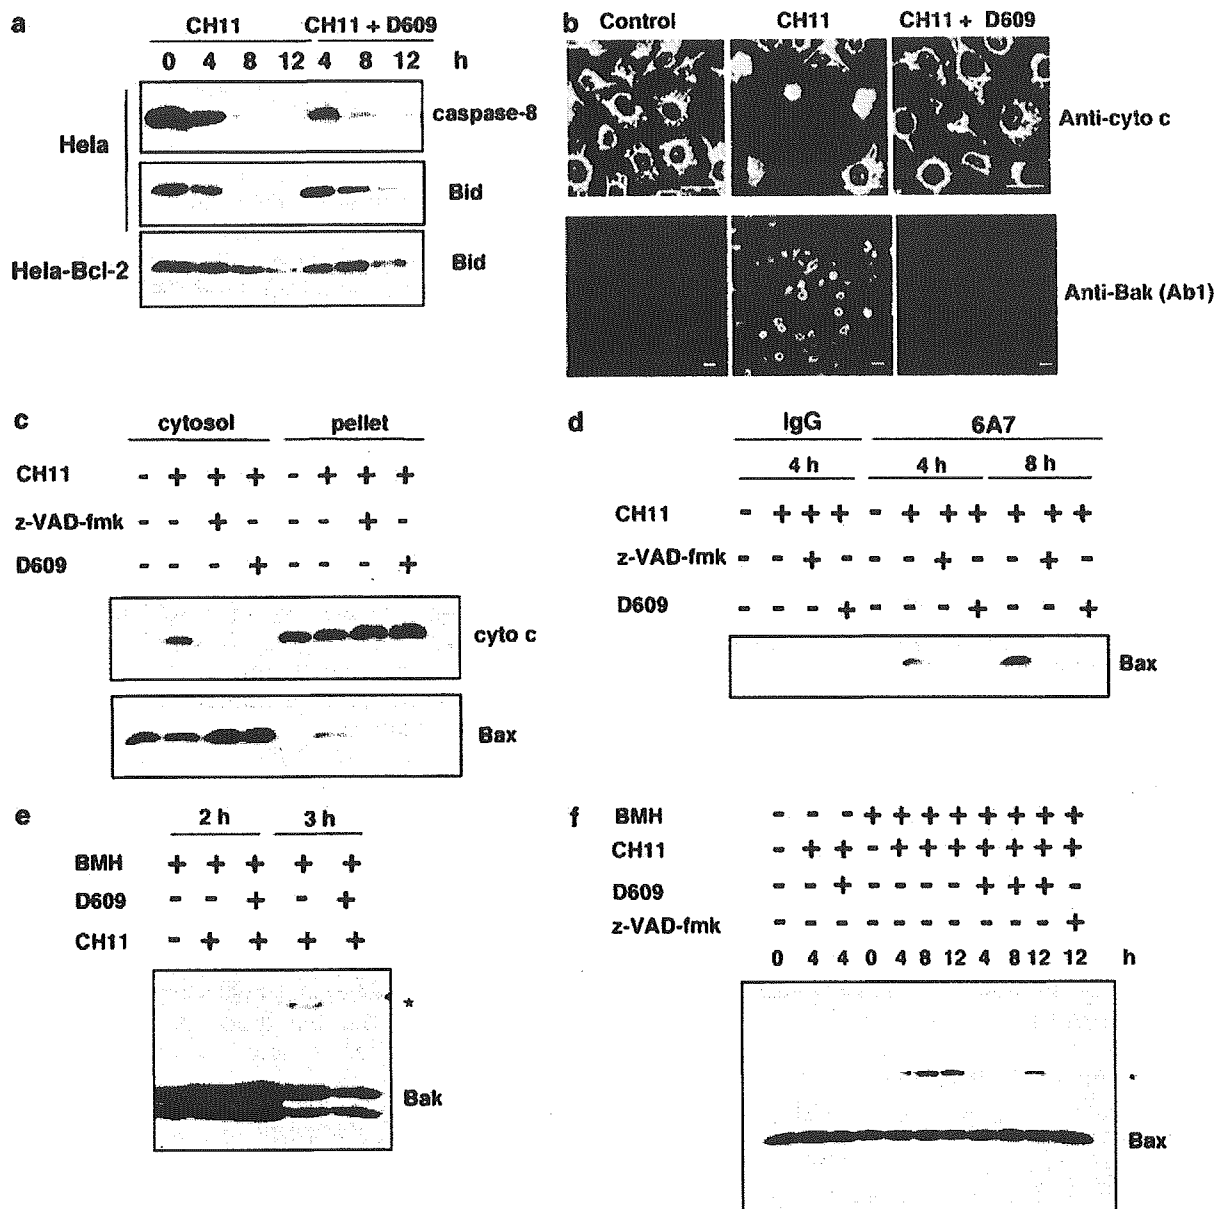 a
CH11 CH11 + D609
0 4 8 12 4 8 12 h
Hela
caspase-8
Bid
Hela-Bcl-2
Bid
b
Control CH11 CH11 + D609
Anti-cyto c
Anti-Bak (Ab1)
c
cytosol pellet
CH11 - + + + - + + +
z-VAD-fmk - - + - - - + -
D609 - - - + - - - +
cyto c
Bax
d
IgG 6A7
4 h 4 h 8 h
CH11 - + + + - + + + + + +
z-VAD-fmk - - + - - - + - - + -
D609 - - - + - - - + - - +
Bax
e
2 h 3 h
BMH + + + + +
D609 - - + - +
CH11 - + + + +
*
Bak
f
BMH - - - + + + + + + + +
CH11 - + + - + + + + + + +
D609 - - + - - - - + + + -
z-VAD-fmk - - - - - - - - - - +
0 4 4 0 4 8 12 4 8 12 12 h
*
Bax